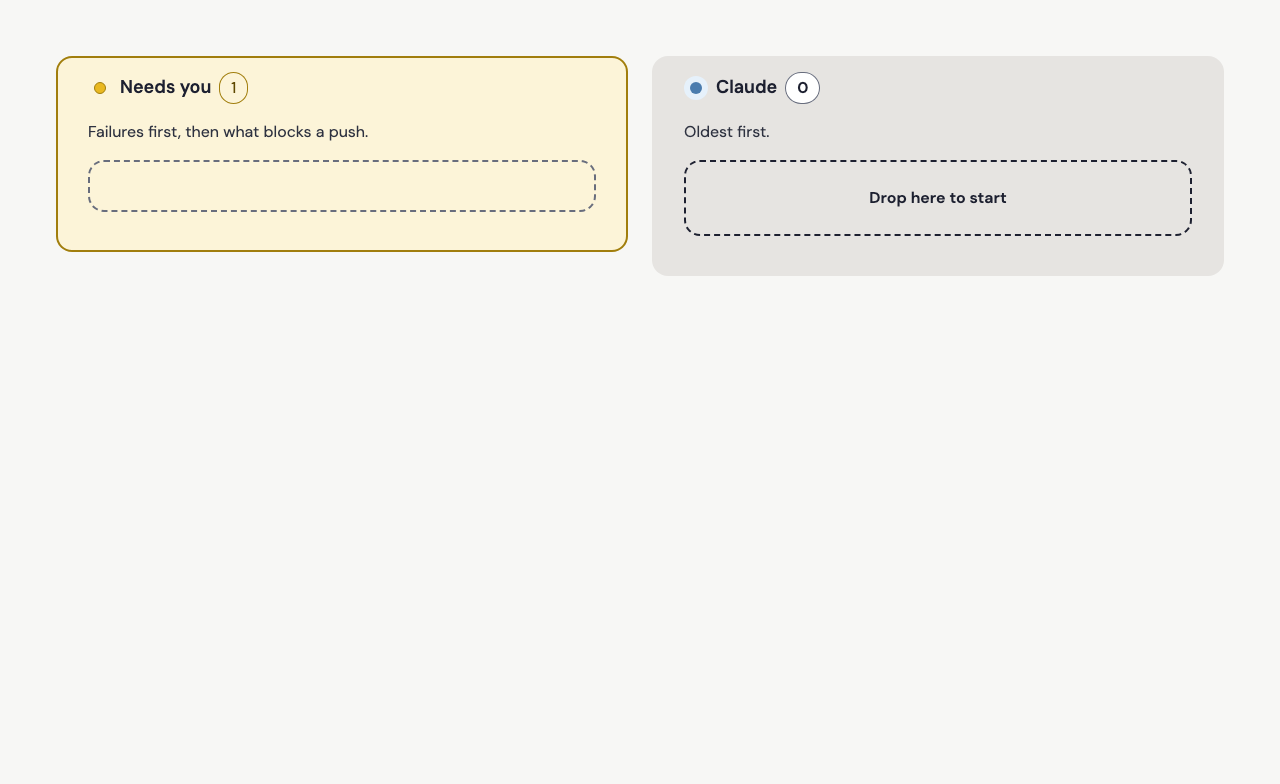 Needs you 1
Failures first, then what blocks a push.
Claude 0
Oldest first.
Drop here to start